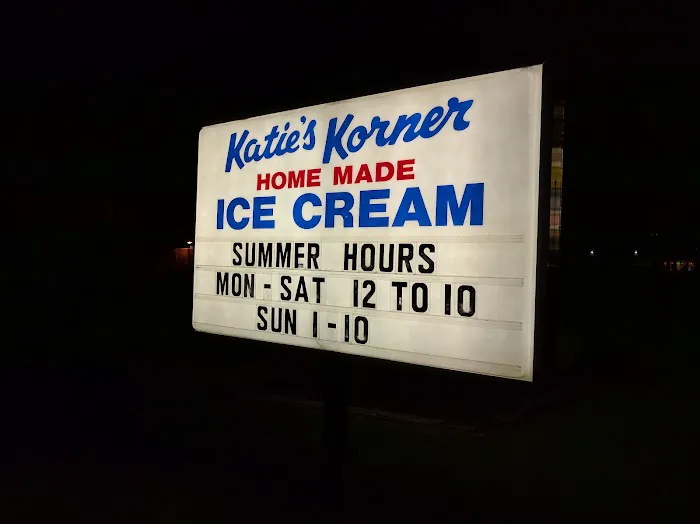 Katie's Korner
HOME MADE
ICE CREAM
SUMMER HOURS
MON - SAT 12 TO 10
SUN 1 - 10